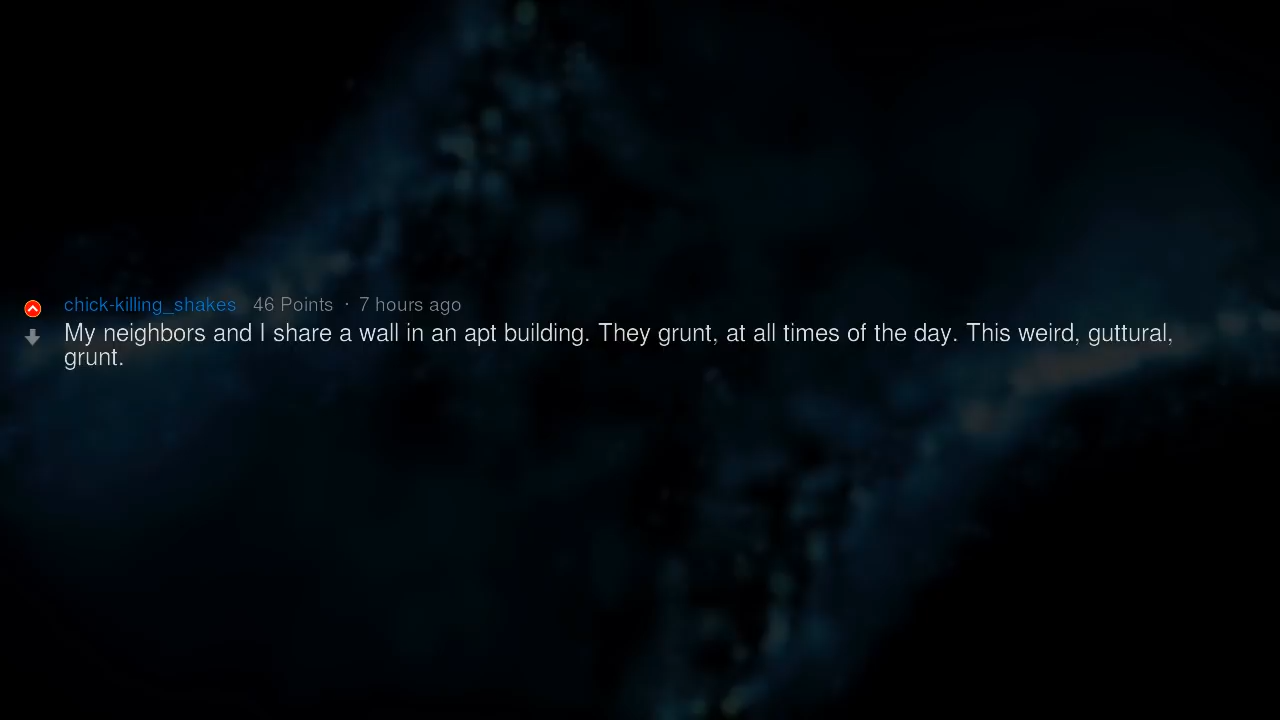 chick-killing_shakes 46 Points · 7 hours ago
My neighbors and I share a wall in an apt building. They grunt, at all times of the day. This weird, guttural,
grunt.